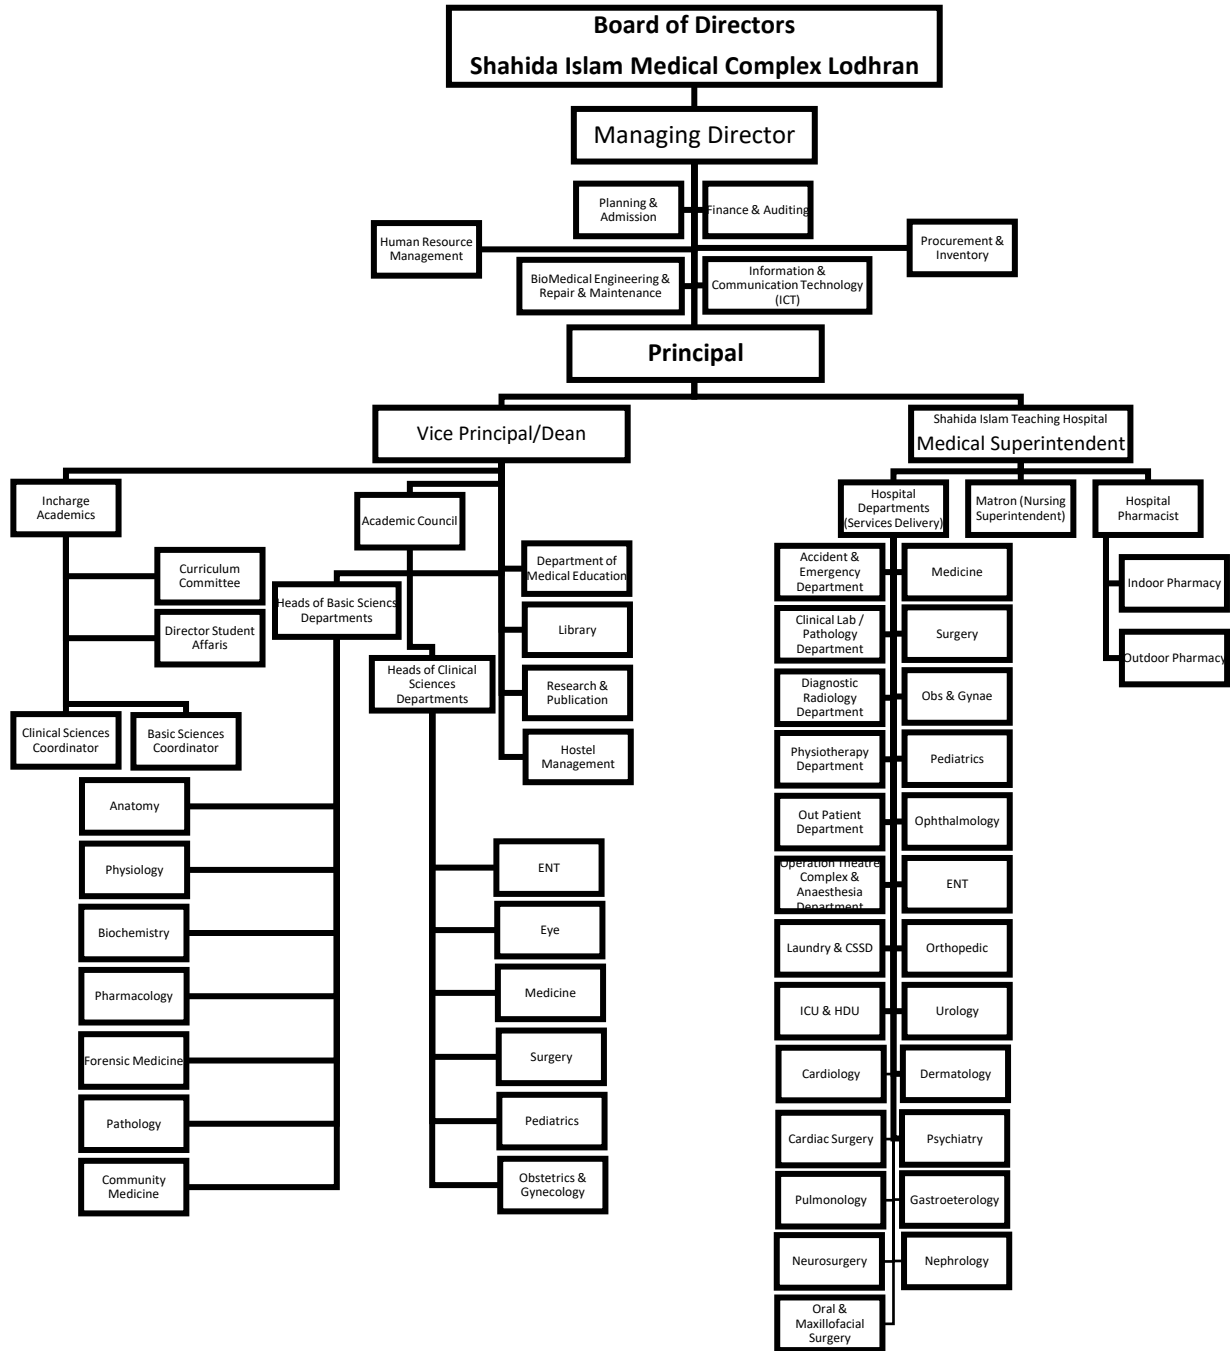 Board of Directors
Shahida Islam Medical Complex Lodhran
Managing Director
Planning &
Admission
Finance & Auditing
Human Resource
Management
Procurement &
Inventory
BioMedical Engineering &
Repair & Maintenance
Information &
Communication Technology
(ICT)
Principal
Vice Principal/Dean
Shahida Islam Teaching Hospital
Medical Superintendent
Incharge
Academics
Academic Council
Hospital
Departments
(Services Delivery)
Matron (Nursing
Superintendent)
Hospital
Pharmacist
Curriculum
Committee
Director Student
Affaris
Clinical Sciences
Coordinator
Basic Sciences
Coordinator
Heads of Basic Sciencs
Departments
Heads of Clinical
Sciences
Departments
Department of
Medical Education
Library
Research &
Publication
Hostel
Management
Anatomy
Physiology
Biochemistry
Pharmacology
Forensic Medicine
Pathology
Community
Medicine
ENT
Eye
Medicine
Surgery
Pediatrics
Obstetrics &
Gynecology
Accident &
Emergency
Department
Medicine
Clinical Lab /
Pathology
Department
Surgery
Diagnostic
Radiology
Department
Obs & Gynae
Physiotherapy
Department
Pediatrics
Out Patient
Department
Ophthalmology
Operation Theatre
Complex &
Anaesthesia
Department
ENT
Laundry & CSSD
Orthopedic
ICU & HDU
Urology
Cardiology
Dermatology
Cardiac Surgery
Psychiatry
Pulmonology
Gastroeterology
Neurosurgery
Nephrology
Oral &
Maxillofacial
Surgery
Indoor Pharmacy
Outdoor Pharmacy